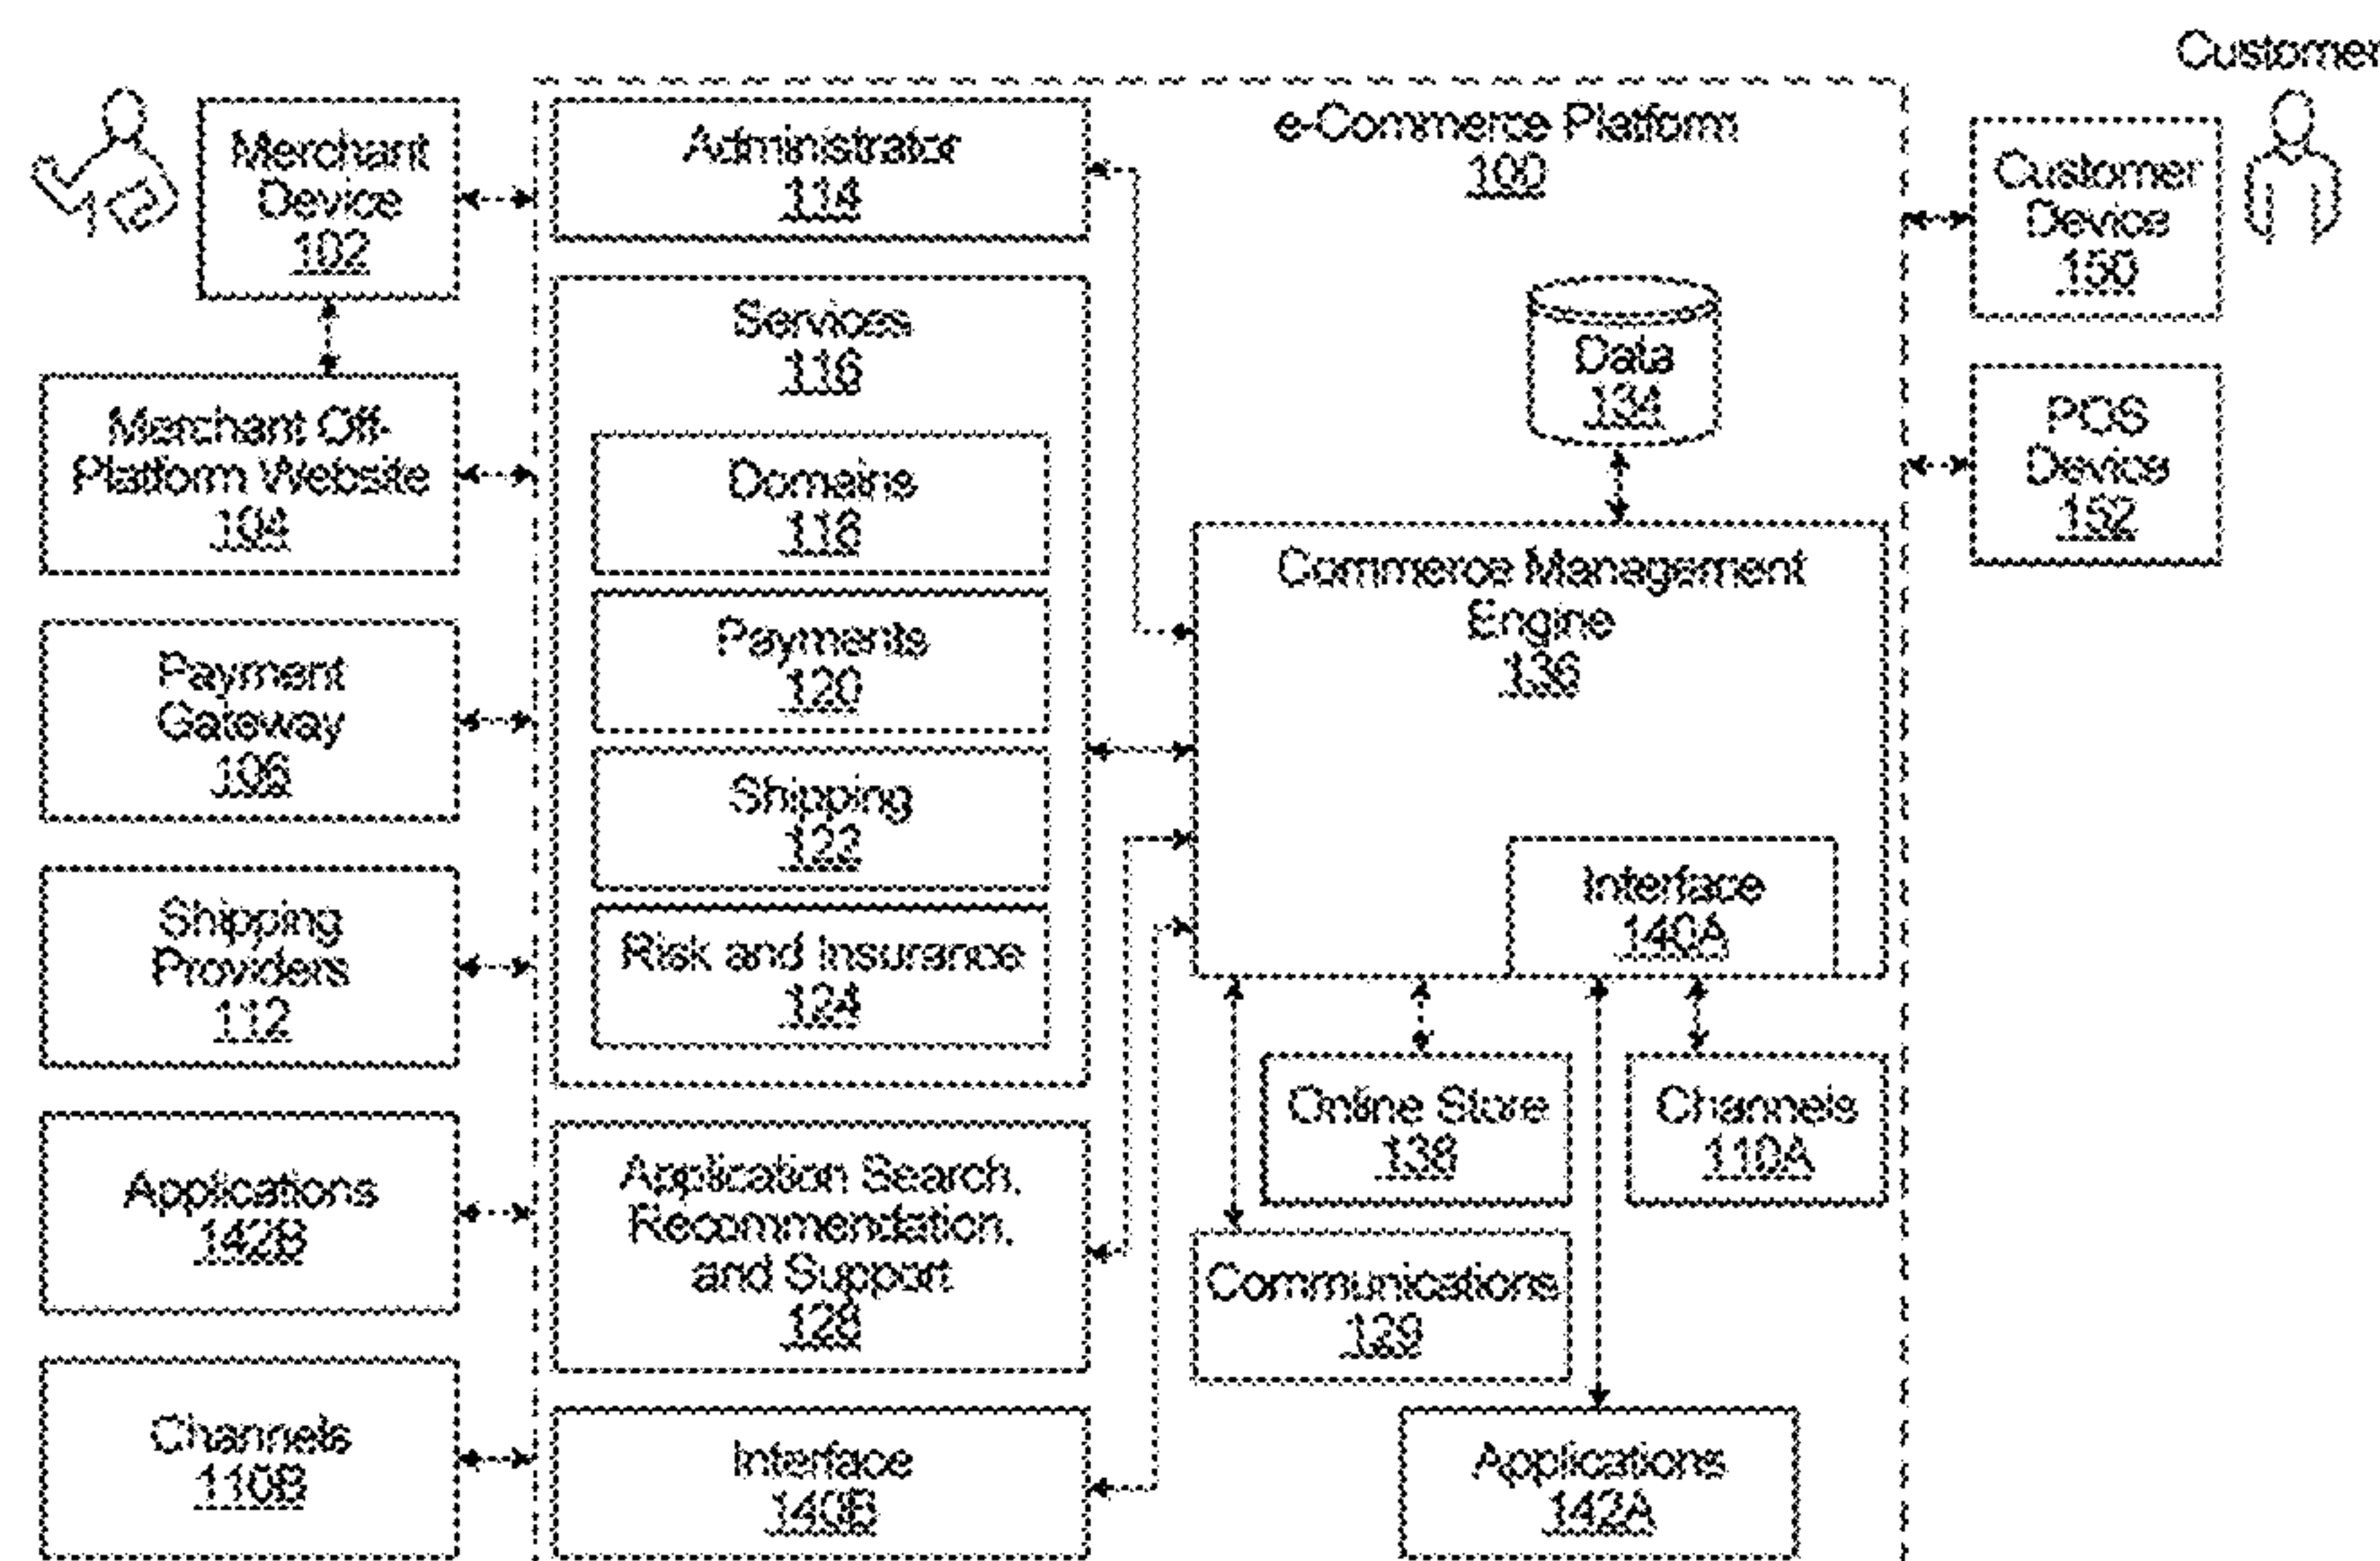 Customer
Merchant
Device
102
Merchant Off-
Platform Website
104
Payment
Gateway
106
Shipping
Providers
112
Applications
142B
Channels
110B
e-Commerce Platform
100
Administrator
114
Services
116
Domains
118
Payments
120
Shipping
122
Risk and Insurance
124
Application Search,
Recommendation,
and Support
128
Interface
140B
Data
134
Commerce Management
Engine
136
Interface
140A
Online Store
138
Channels
110A
Communications
129
Applications
142A
Customer
Device
150
POS
Device
152